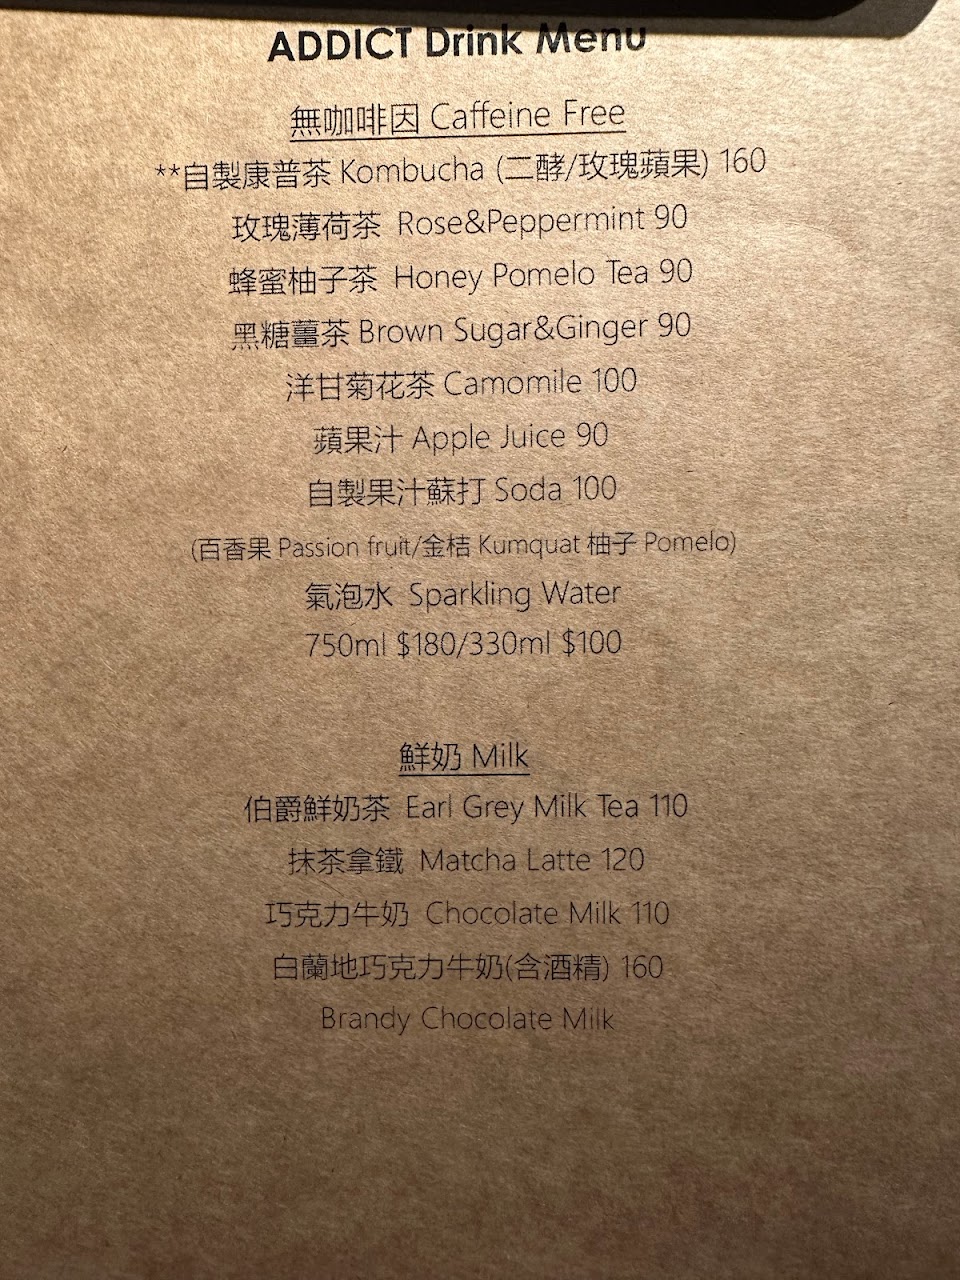 ADDICT Drink Menu
無咖啡因 Caffeine Free
**自製康普茶 Kombucha (二酵/玫瑰蘋果) 160
玫瑰薄荷茶 Rose&Peppermint 90
蜂蜜柚子茶 Honey Pomelo Tea 90
黑糖薑茶 Brown Sugar&Ginger 90
洋甘菊花茶 Camomile 100
蘋果汁 Apple Juice 90
自製果汁蘇打 Soda 100
(百香果 Passion fruit/金桔 Kumquat 柚子 Pomelo)
氣泡水 Sparkling Water
750ml $180/330ml $100
鮮奶 Milk
伯爵鮮奶茶 Earl Grey Milk Tea 110
抹茶拿鐵 Matcha Latte 120
巧克力牛奶 Chocolate Milk 110
白蘭地巧克力牛奶(含酒精) 160
Brandy Chocolate Milk